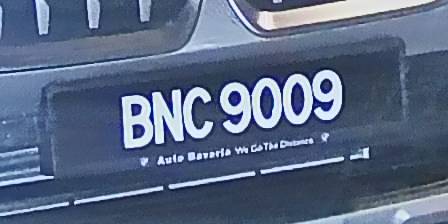 BNC 9009
Auto Bavaria We Go The Distance